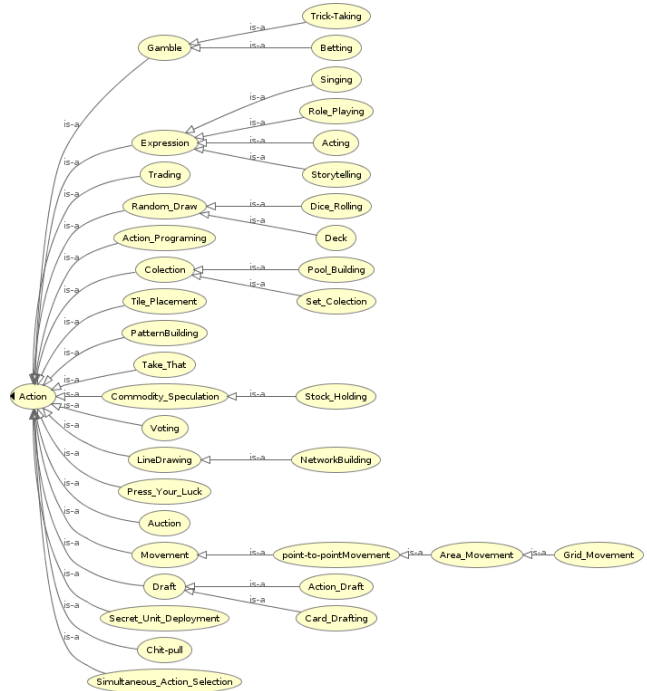 Trick-Taking
is-a
Gamble
is-a
Betting
Singing
is-a
Role_Playing
is-a
is-a
Expression
is-a
Acting
is-a
is-a
Storytelling
Trading
is-a
Random_Draw
is-a
Dice_Rolling
is-a
is-a
Deck
Action_Programing
is-a
Colection
is-a
Pool_Building
is-a
is-a
Set_Colection
Tile_Placement
is-a
PatternBuilding
is-a
Take_That
is-a
Action
is-a
Commodity_Speculation
is-a
Stock_Holding
is-a
Voting
LineDrawing
is-a
NetworkBuilding
is-a
Press_Your_Luck
is-a
Auction
is-a
Movement
is-a
point-to-pointMovement
is-a
Area_Movement
is-a
Grid_Movement
is-a
Draft
is-a
Action_Draft
is-a
is-a
Card_Drafting
Secret_Unit_Deployment
is-a
Chit-pull
is-a
Simultaneous_Action_Selection